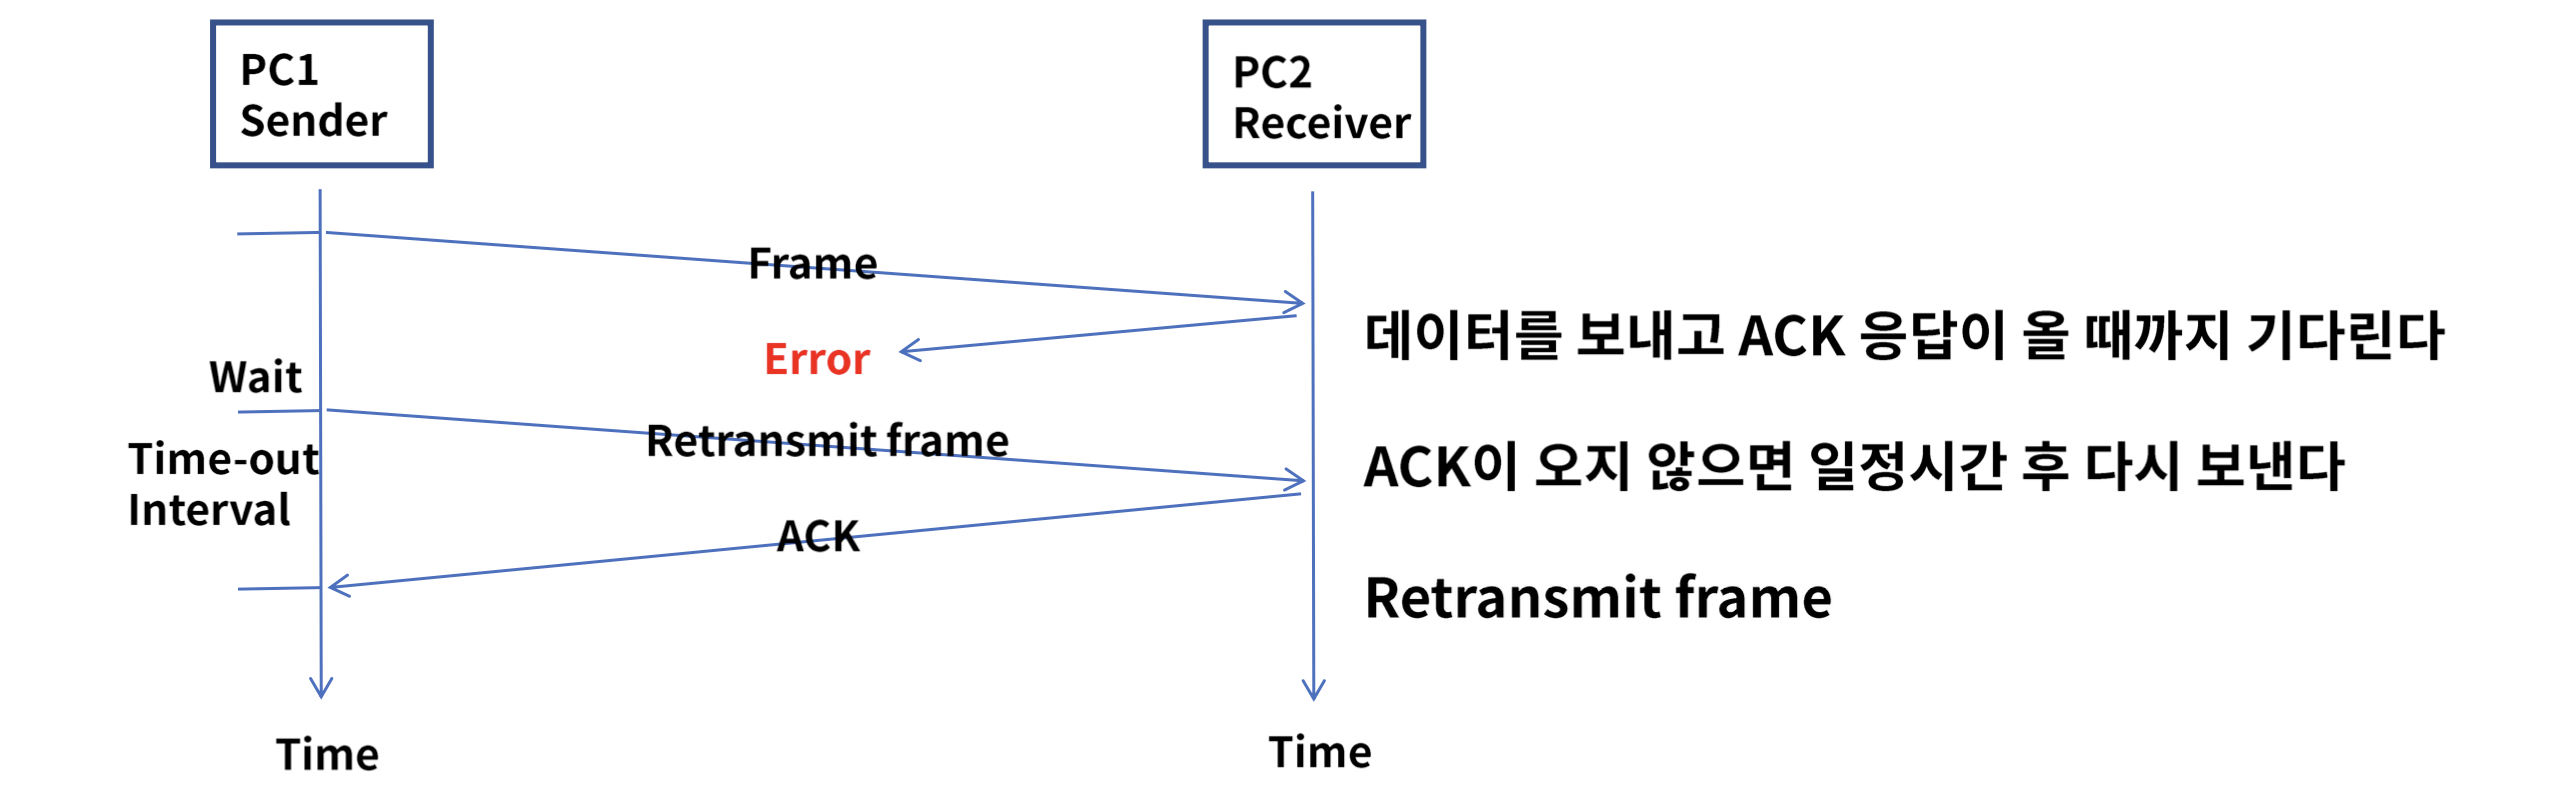 PC1
Sender
PC2
Receiver
Frame
Error
Wait
Retransmit frame
Time-out
Interval
ACK
Time
Time
데이터를 보내고 ACK 응답이 올 때까지 기다린다
ACK이 오지 않으면 일정시간 후 다시 보낸다
Retransmit frame